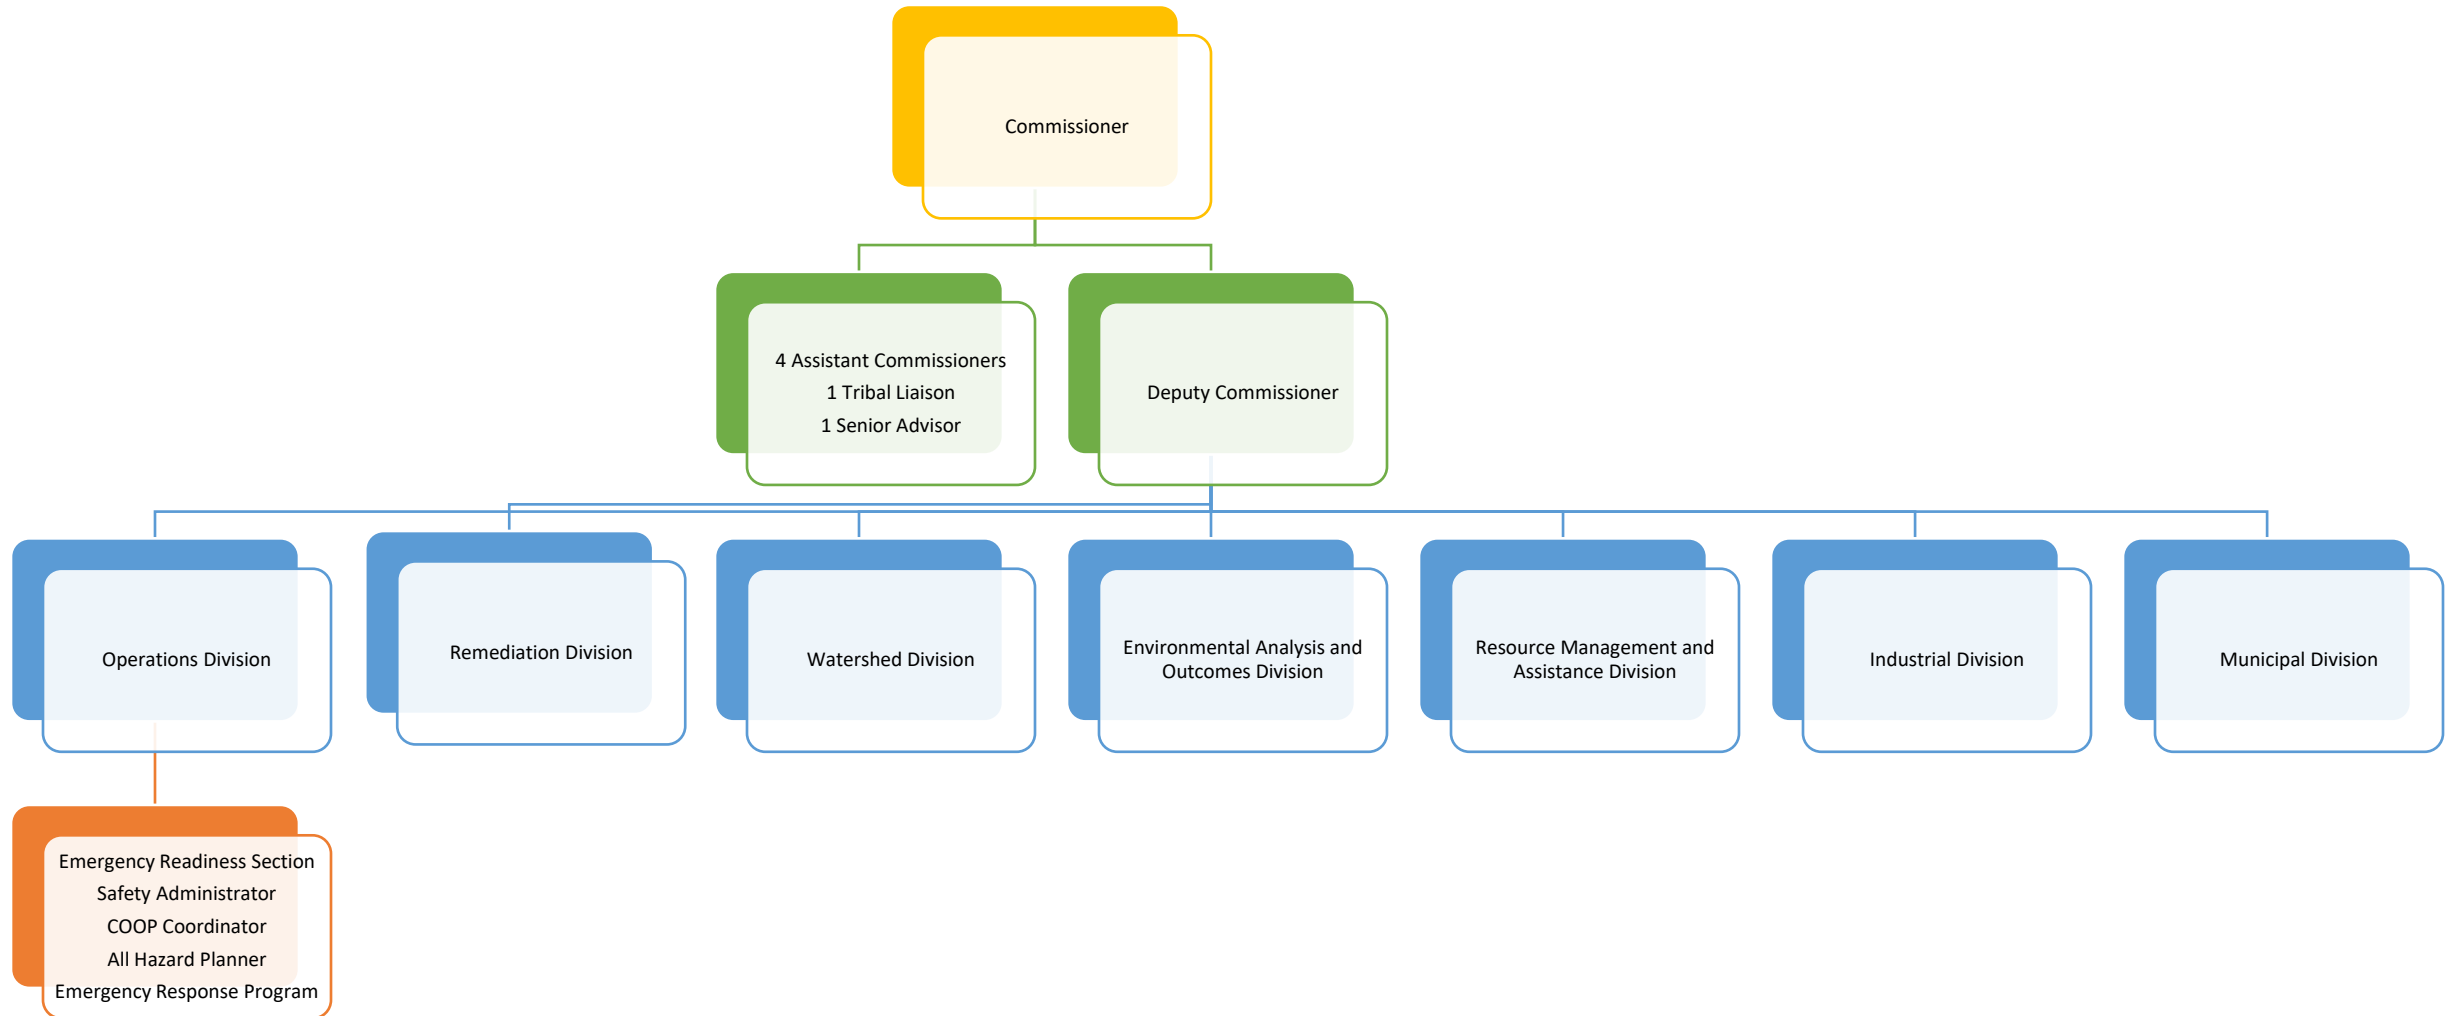 Commissioner
4 Assistant Commissioners
1 Tribal Liaison
1 Senior Advisor
Deputy Commissioner
Operations Division
Remediation Division
Watershed Division
Environmental Analysis and
Outcomes Division
Resource Management and
Assistance Division
Industrial Division
Municipal Division
Emergency Readiness Section
Safety Administrator
COOP Coordinator
All Hazard Planner
Emergency Response Program